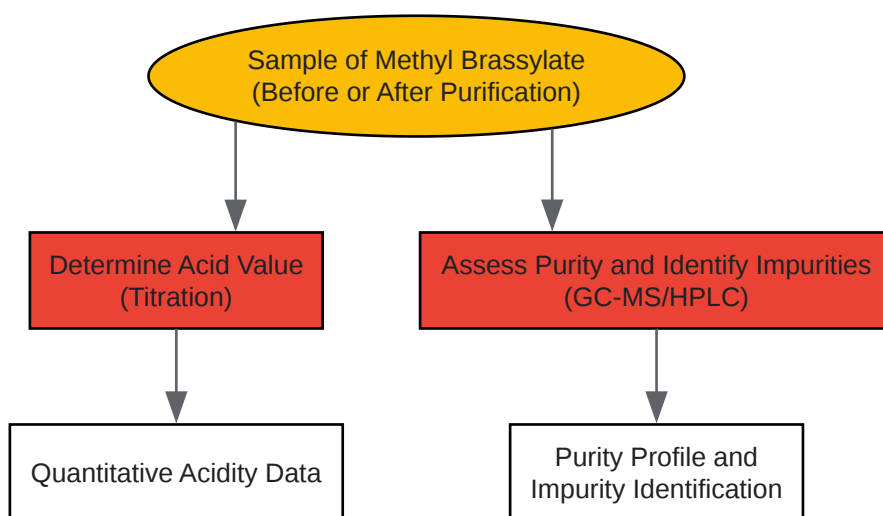 Sample of Methyl Brassylate
(Before or After Purification)
Determine Acid Value
(Titration)
Assess Purity and Identify Impurities
(GC-MS/HPLC)
Quantitative Acidity Data
Purity Profile and
Impurity Identification